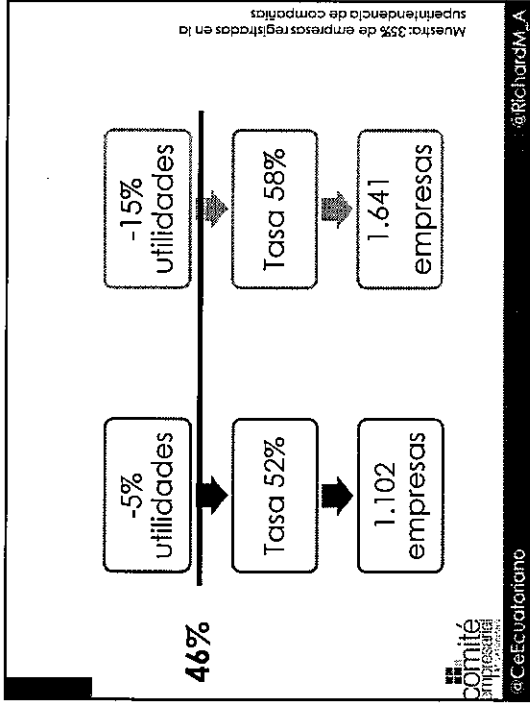 46%
-5%
utilidades
Tasa 52%
1.102
empresas
-15%
utilidades
Tasa 58%
1.641
empresas
Muestra: 35% de empresas registradas en la
superintendencia de compañías
comité
empresarial
@CeEcuatoriano
@RichardM_A